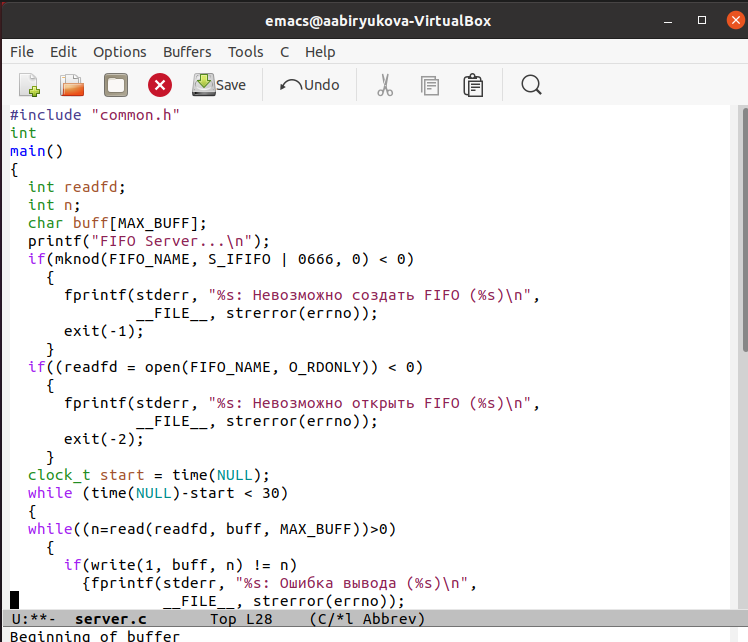 emacs@aabiryukova-VirtualBox
File Edit Options Buffers Tools C Help
Save Undo
#include "common.h"
int
main()
{
  int readfd;
  int n;
  char buff[MAX_BUFF];
  printf("FIFO Server...\n");
  if(mknod(FIFO_NAME, S_IFIFO | 0666, 0) < 0)
    {
      fprintf(stderr, "%s: Невозможно создать FIFO (%s)\n",
              __FILE__, strerror(errno));
      exit(-1);
    }
  if((readfd = open(FIFO_NAME, O_RDONLY)) < 0)
    {
      fprintf(stderr, "%s: Невозможно открыть FIFO (%s)\n",
              __FILE__, strerror(errno));
      exit(-2);
    }
  clock_t start = time(NULL);
  while (time(NULL)-start < 30)
  {
  while((n=read(readfd, buff, MAX_BUFF))>0)
    {
      if(write(1, buff, n) != n)
        {fprintf(stderr, "%s: Ошибка вывода (%s)\n",
                 __FILE__, strerror(errno));
U:**-  server.c       Top L28    (C/*l Abbrev)
Beginning of buffer